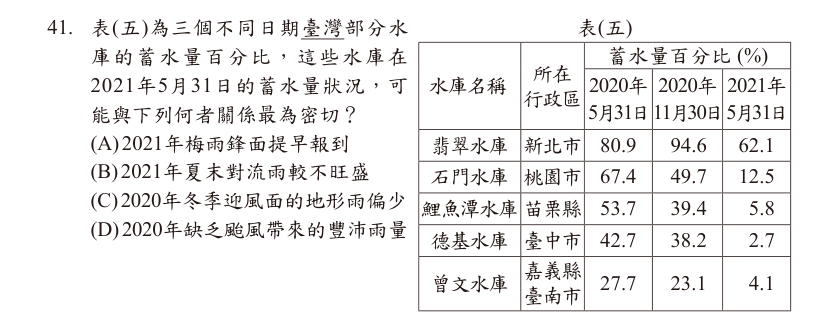 41. 表(五)為三個不同日期臺灣部分水
庫的蓄水量百分比，這些水庫在
2021年5月31日的蓄水量狀況，可
能與下列何者關係最為密切？
(A)2021年梅雨鋒面提早報到
(B)2021年夏末對流雨較不旺盛
(C)2020年冬季迎風面的地形雨偏少
(D)2020年缺乏颱風帶來的豐沛雨量
表(五)
水庫名稱 所在行政區 蓄水量百分比 (%)
2020年5月31日 2020年11月30日 2021年5月31日
翡翠水庫 新北市 80.9 94.6 62.1
石門水庫 桃園市 67.4 49.7 12.5
鯉魚潭水庫 苗栗縣 53.7 39.4 5.8
德基水庫 臺中市 42.7 38.2 2.7
曾文水庫 嘉義縣臺南市 27.7 23.1 4.1